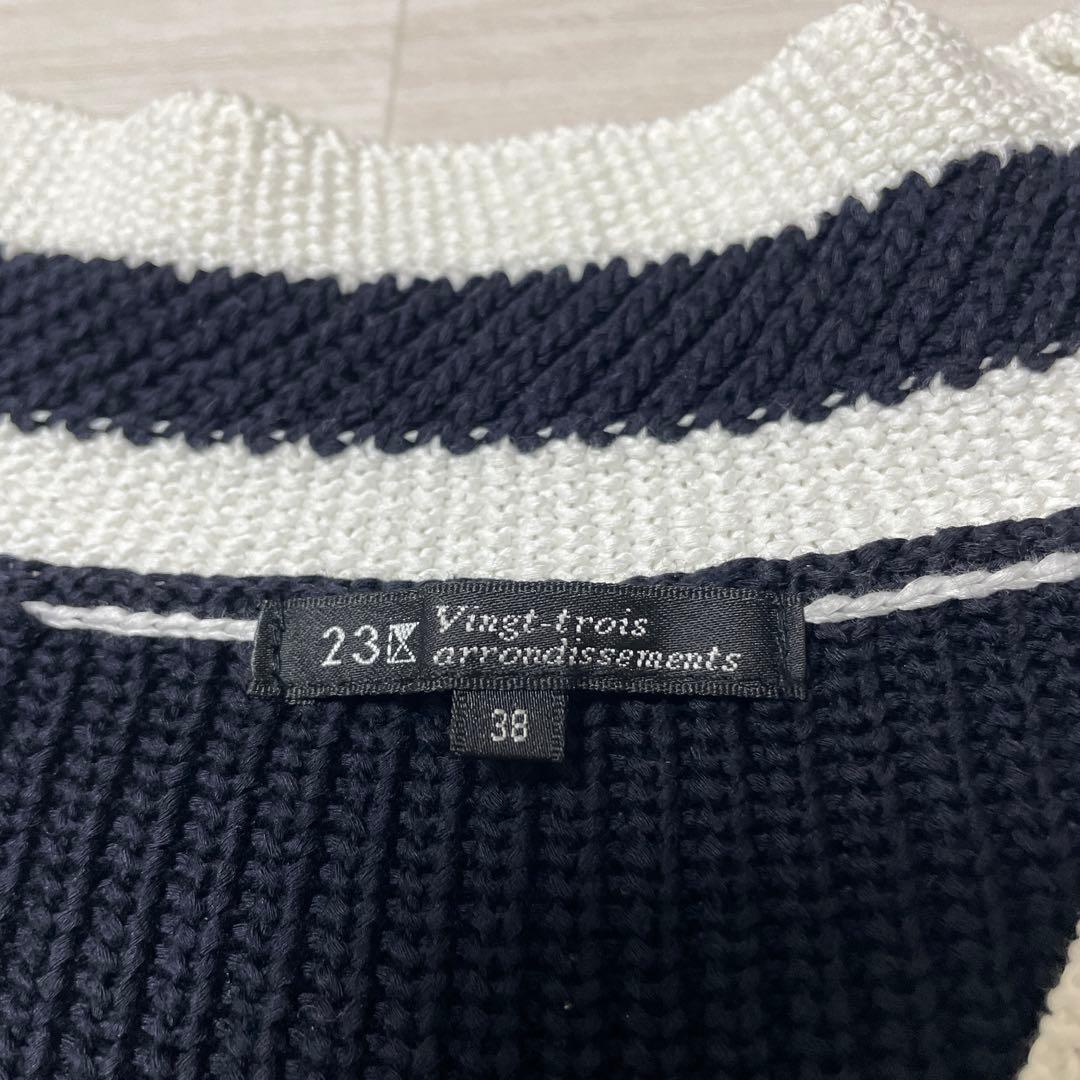 23区 Vingt-trois
arrondissements
38